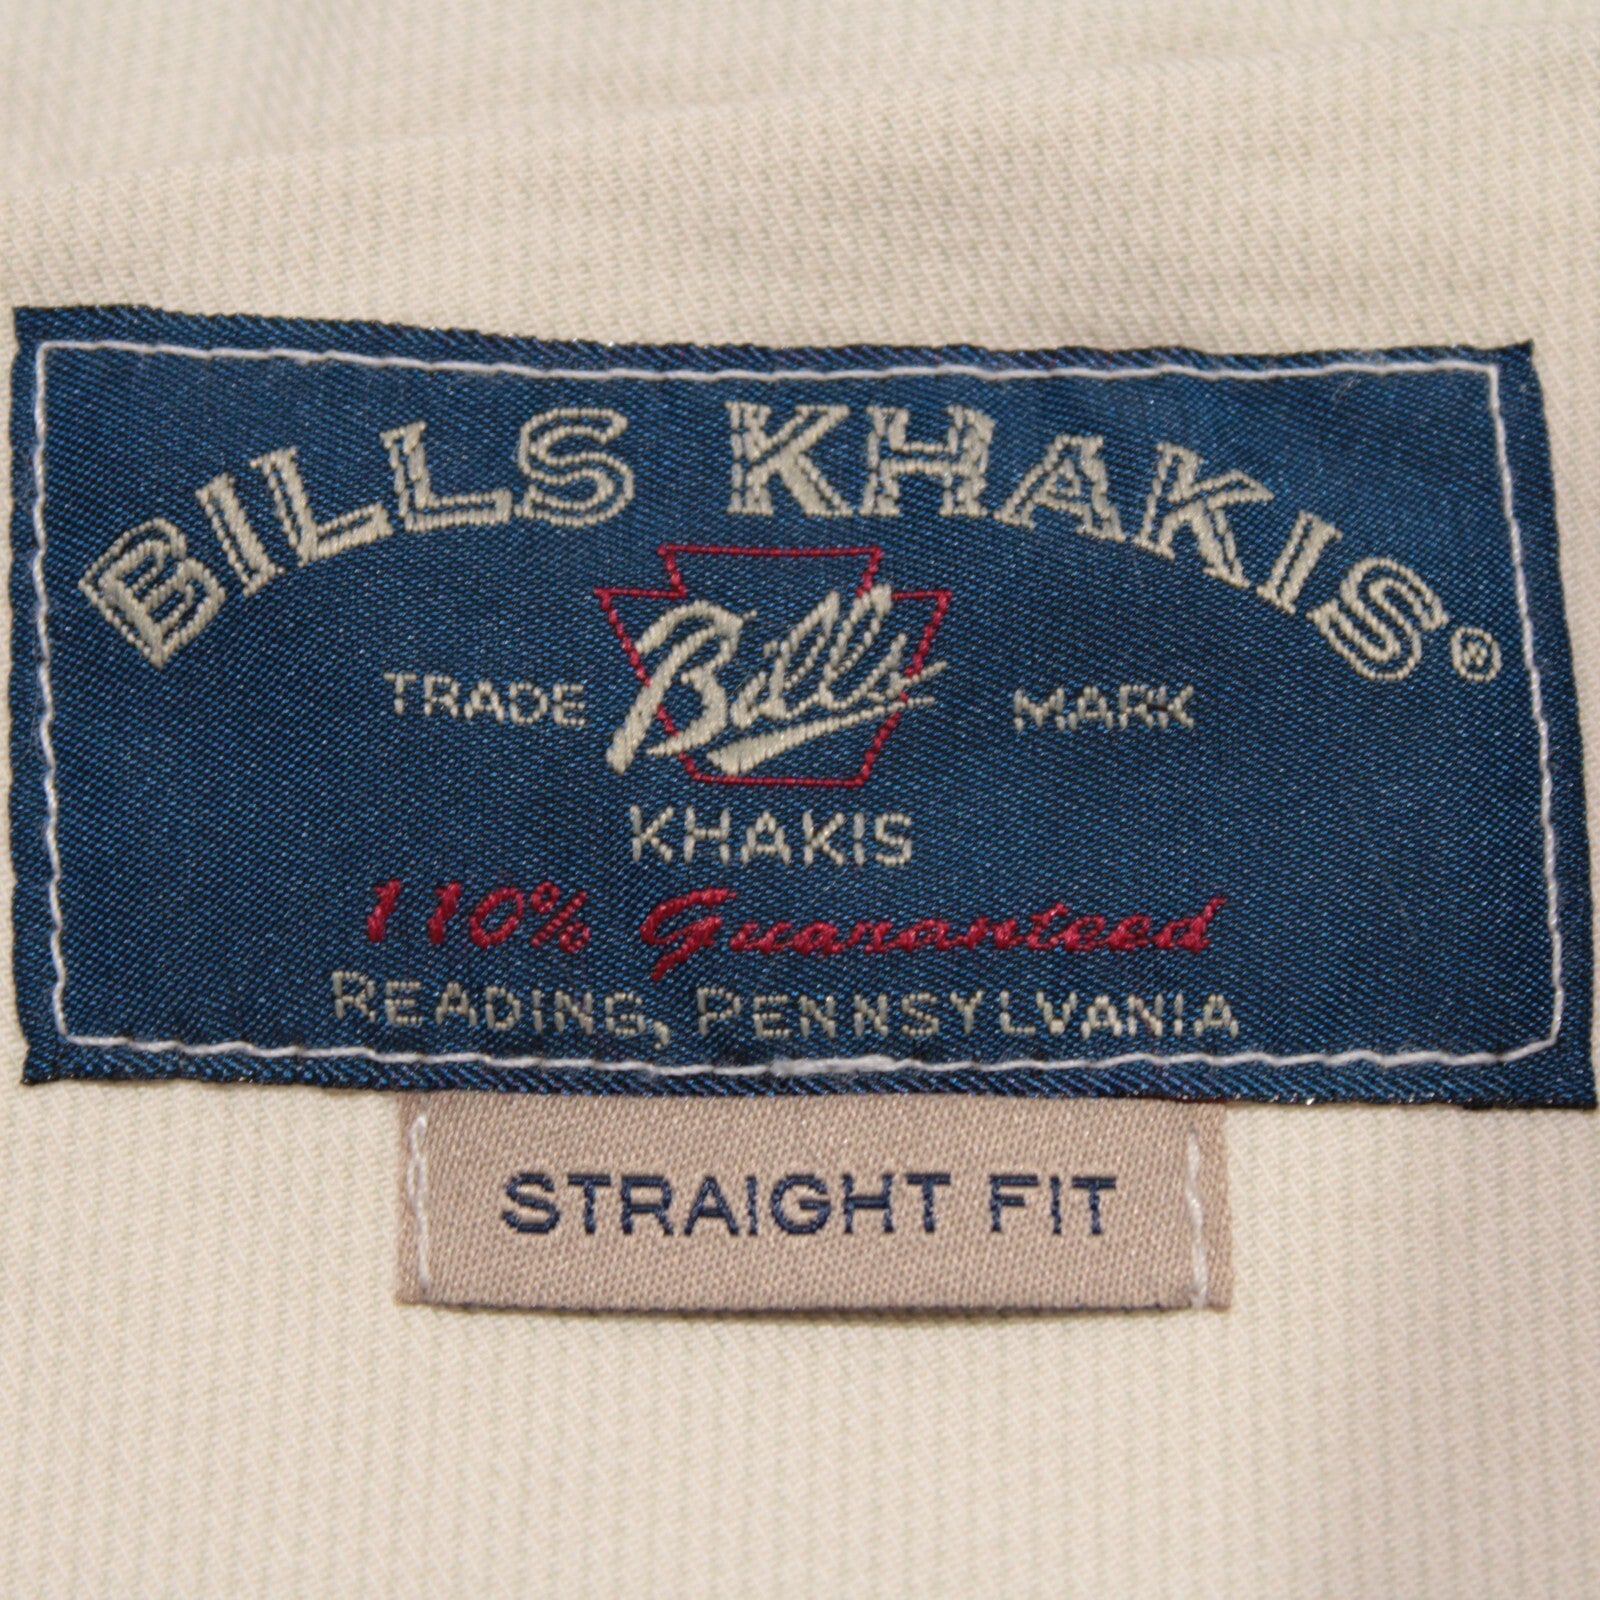 BILLS KHAKIS®
TRADE Bills MARK
KHAKIS
110% Guaranteed
READING, PENNSYLVANIA
STRAIGHT FIT